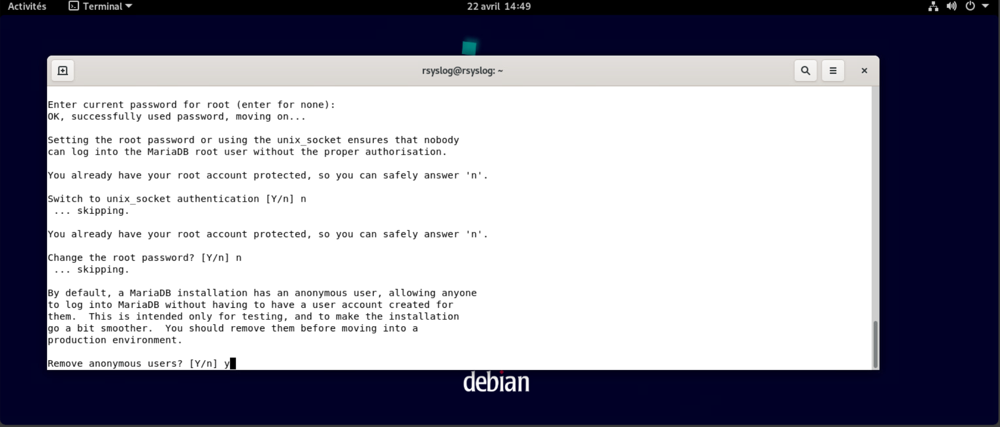 Activités Terminal 22 avril 14:49
rsyslog@rsyslog: ~
Enter current password for root (enter for none):
OK, successfully used password, moving on...
Setting the root password or using the unix_socket ensures that nobody
can log into the MariaDB root user without the proper authorisation.
You already have your root account protected, so you can safely answer 'n'.
Switch to unix_socket authentication [Y/n] n
 ... skipping.
You already have your root account protected, so you can safely answer 'n'.
Change the root password? [Y/n] n
 ... skipping.
By default, a MariaDB installation has an anonymous user, allowing anyone
to log into MariaDB without having to have a user account created for
them.  This is intended only for testing, and to make the installation
go a bit smoother.  You should remove them before moving into a
production environment.
Remove anonymous users? [Y/n] y
debian